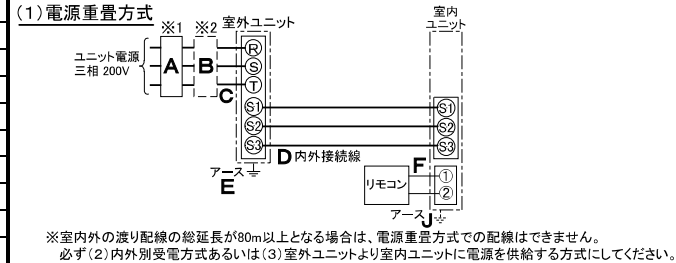 (1)電源重畳方式
※1 ※2 室外ユニット 室内
ユニット
ユニット電源
三相 200V
A B C
R
S
T
S1 S1
S2 S2
S3 S3
D 内外接続線
アース
E
リモコン
F
①
②
アース J
※室内外の渡り配線の総延長が80m以上となる場合は、電源重畳方式での配線はできません。
必ず(2)内外別受電方式あるいは(3)室外ユニットより室内ユニットに電源を供給する方式にしてください。